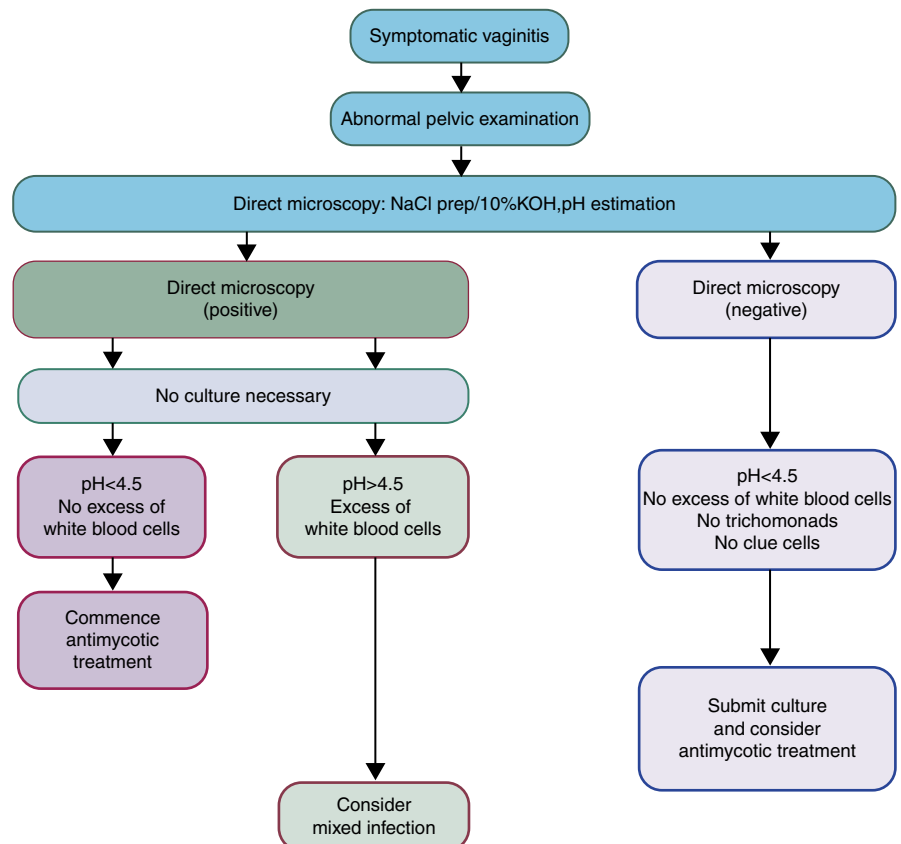 Symptomatic vaginitis
Abnormal pelvic examination
Direct microscopy: NaCl prep/10%KOH,pH estimation
Direct microscopy
(positive)
Direct microscopy
(negative)
No culture necessary
pH<4.5
No excess of
white blood cells
pH>4.5
Excess of
white blood cells
pH<4.5
No excess of white blood cells
No trichomonads
No clue cells
Commence
antimycotic
treatment
Submit culture
and consider
antimycotic treatment
Consider
mixed infection